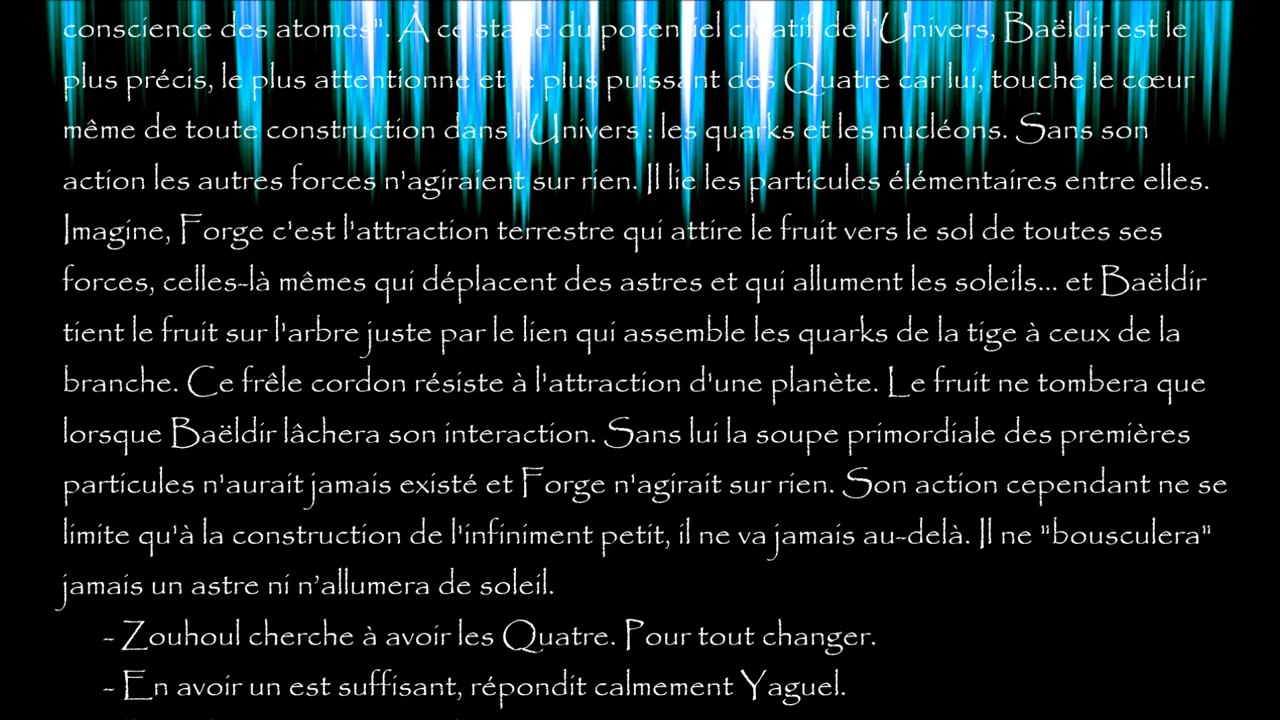 conscience des atomes". À ce stade du potentiel créatif de l'Univers, Baëldir est le
plus précis, le plus attentionné et le plus puissant des Quatre car lui, touche le cœur
même de toute construction dans l'Univers : les quarks et les nucléons. Sans son
action les autres forces n'agiraient sur rien. Il lie les particules élémentaires entre elles.
Imagine, Forge c'est l'attraction terrestre qui attire le fruit vers le sol de toutes ses
forces, celles-là mêmes qui déplacent des astres et qui allument les soleils... et Baëldir
tient le fruit sur l'arbre juste par le lien qui assemble les quarks de la tige à ceux de la
branche. Ce frêle cordon résiste à l'attraction d'une planète. Le fruit ne tombera que
lorsque Baëldir lâchera son interaction. Sans lui la soupe primordiale des premières
particules n'aurait jamais existé et Forge n'agirait sur rien. Son action cependant ne se
limite qu'à la construction de l'infiniment petit, il ne va jamais au-delà. Il ne "bousculera"
jamais un astre ni n'allumera de soleil.
- Zouhoul cherche à avoir les Quatre. Pour tout changer.
- En avoir un est suffisant, répondit calmement Yaguel.